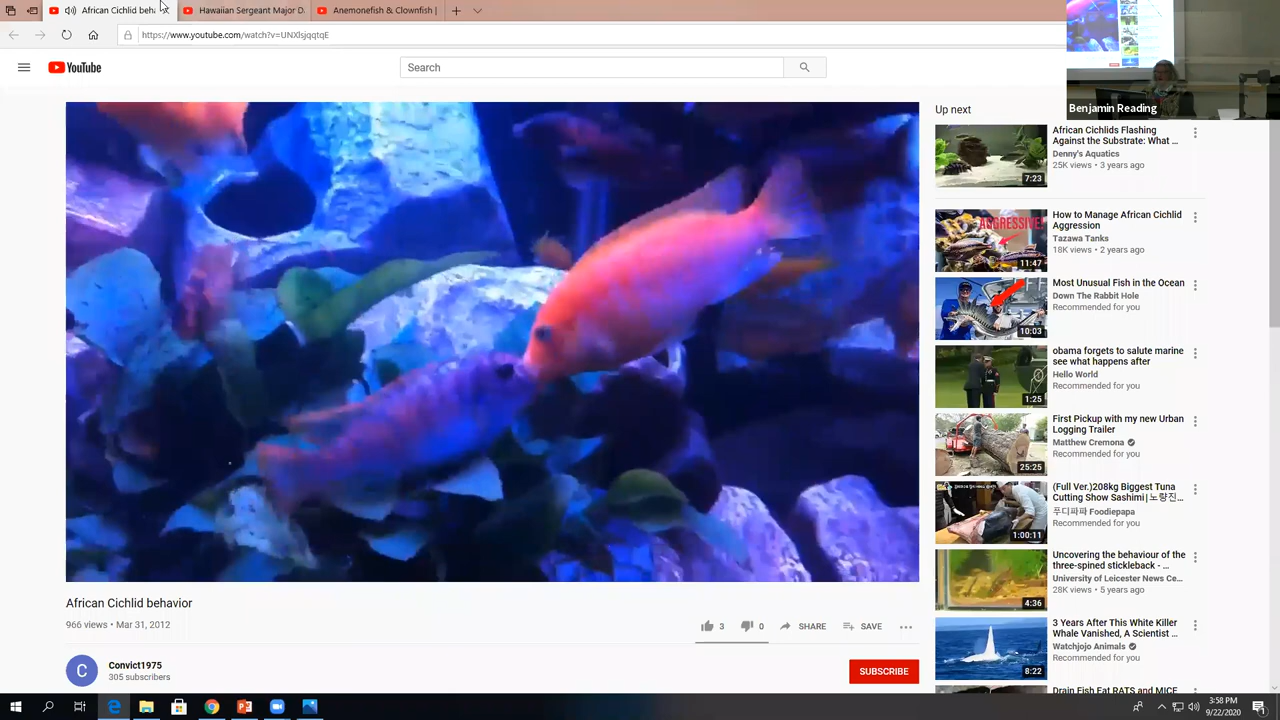 African Cichlid beha
Hawaiian Sergeant Major D
Anemonefish & Clownfish |
https://www.youtube.com/watch?v=UNXlsjqqtqE
YouTube
Search
Benjamin Reading
Up next
African Cichlids Flashing
Against the Substrate: What ...
Denny's Aquatics
25K views • 3 years ago
7:23
AGGRESSIVE!
How to Manage African Cichlid
Aggression
Tazawa Tanks
18K views • 2 years ago
11:47
Most Unusual Fish in the Ocean
Down The Rabbit Hole
Recommended for you
10:03
obama forgets to salute marine
see what happens after
Hello World
Recommended for you
1:25
First Pickup with my new Urban
Logging Trailer
Matthew Cremona
Recommended for you
25:25
(Full Ver.)208kg Biggest Tuna
Cutting Show Sashimi|노량진...
푸디파파 Foodiepapa
Recommended for you
1:00:11
Uncovering the behaviour of the
three-spined stickleback - ...
University of Leicester News Ce...
28K views • 5 years ago
4:36
3 Years After This White Killer
Whale Vanished, A Scientist ...
Watchjojo Animals
Recommended for you
8:22
Drain Fish Eat RATS and MICE
African Cichlid behavior
966 views • Mar 31, 2012
3
0
SHARE
SAVE
C
Convict1975
305 subscribers
SUBSCRIBE
3:58 PM
9/22/2020
1